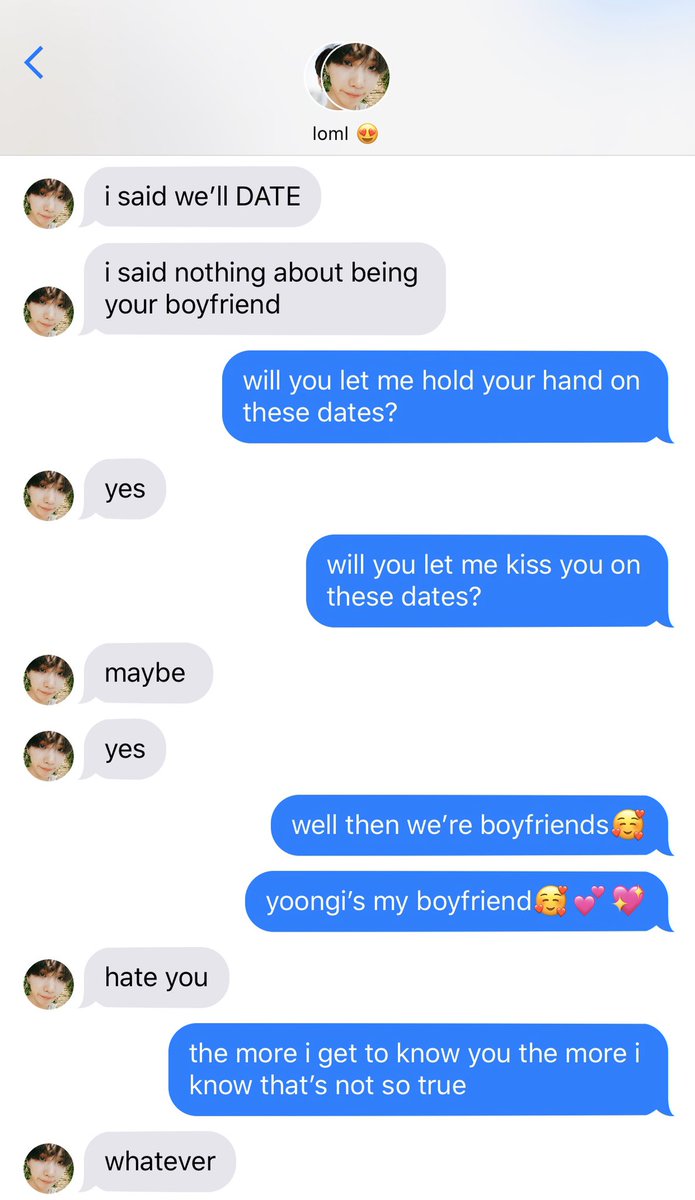 loml 😍
i said we’ll DATE
i said nothing about being
your boyfriend
will you let me hold your hand on
these dates?
yes
will you let me kiss you on
these dates?
maybe
yes
well then we’re boyfriends🥰
yoongi’s my boyfriend🥰💕💖
hate you
the more i get to know you the more i
know that’s not so true
whatever